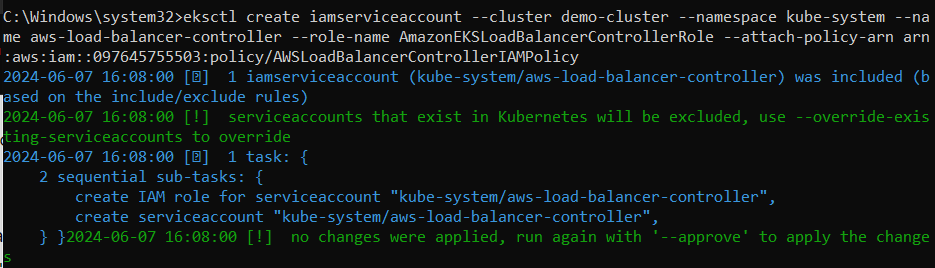 C:\Windows\system32>eksctl create iamserviceaccount --cluster demo-cluster --namespace kube-system --na
me aws-load-balancer-controller --role-name AmazonEKSLoadBalancerControllerRole --attach-policy-arn arn
:aws:iam::097645755503:policy/AWSLoadBalancerControllerIAMPolicy
2024-06-07 16:08:00 [⍰]  1 iamserviceaccount (kube-system/aws-load-balancer-controller) was included (b
ased on the include/exclude rules)
2024-06-07 16:08:00 [!]  serviceaccounts that exist in Kubernetes will be excluded, use --override-exis
ting-serviceaccounts to override
2024-06-07 16:08:00 [⍰]  1 task: {
    2 sequential sub-tasks: {
        create IAM role for serviceaccount "kube-system/aws-load-balancer-controller",
        create serviceaccount "kube-system/aws-load-balancer-controller",
    } }2024-06-07 16:08:00 [!]  no changes were applied, run again with '--approve' to apply the change
s